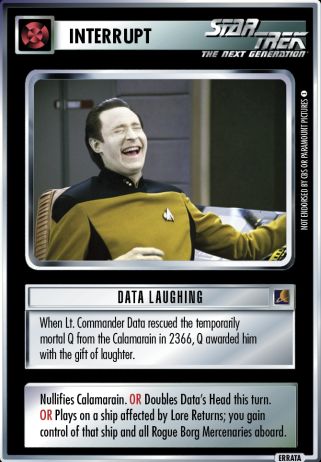 INTERRUPT
STAR TREK
THE NEXT GENERATION®
NOT ENDORSED BY CBS OR PARAMOUNT PICTURES
DATA LAUGHING
When Lt. Commander Data rescued the temporarily
mortal Q from the Calamarain in 2366, Q awarded him
with the gift of laughter.
Nullifies Calamarain. OR Doubles Data's Head this turn.
OR Plays on a ship affected by Lore Returns; you gain
control of that ship and all Rogue Borg Mercenaries aboard.
ERRATA